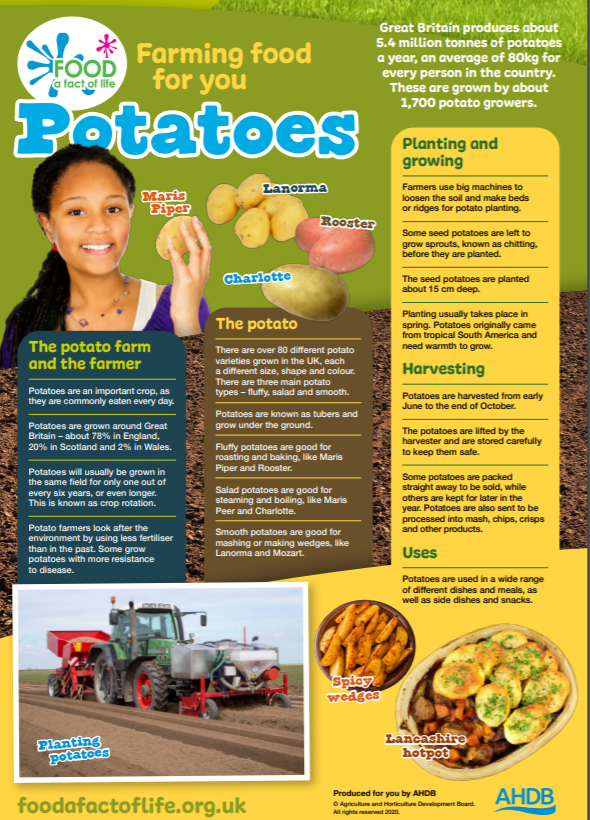 FOOD
a fact of life
Farming food
for you
Potatoes
Great Britain produces about
5.4 million tonnes of potatoes
a year, an average of 80kg for
every person in the country.
These are grown by about
1,700 potato growers.
Maris
Piper
Lanorma
Rooster
Charlotte
The potato farm
and the farmer
Potatoes are an important crop, as
they are commonly eaten every day.
Potatoes are grown around Great
Britain – about 78% in England,
20% in Scotland and 2% in Wales.
Potatoes will usually be grown in
the same field for only one out of
every six years, or even longer.
This is known as crop rotation.
Potato farmers look after the
environment by using less fertiliser
than in the past. Some grow
potatoes with more resistance
to disease.
The potato
There are over 80 different potato
varieties grown in the UK, each
a different size, shape and colour.
There are three main potato
types – fluffy, salad and smooth.
Potatoes are known as tubers and
grow under the ground.
Fluffy potatoes are good for
roasting and baking, like Maris
Piper and Rooster.
Salad potatoes are good for
steaming and boiling, like Maris
Peer and Charlotte.
Smooth potatoes are good for
mashing or making wedges, like
Lanorma and Mozart.
Planting and
growing
Farmers use big machines to
loosen the soil and make beds
or ridges for potato planting.
Some seed potatoes are left to
grow sprouts, known as chitting,
before they are planted.
The seed potatoes are planted
about 15 cm deep.
Planting usually takes place in
spring. Potatoes originally came
from tropical South America and
need warmth to grow.
Harvesting
Potatoes are harvested from early
June to the end of October.
The potatoes are lifted by the
harvester and are stored carefully
to keep them safe.
Some potatoes are packed
straight away to be sold, while
others are kept for later in the
year. Potatoes are also sent to be
processed into mash, chips, crisps
and other products.
Uses
Potatoes are used in a wide range
of different dishes and meals, as
well as side dishes and snacks.
Planting
potatoes
Spicy
wedges
Lancashire
hotpot
foodafactoflife.org.uk
Produced for you by AHDB
© Agriculture and Horticulture Development Board.
All rights reserved 2020.
AHDB